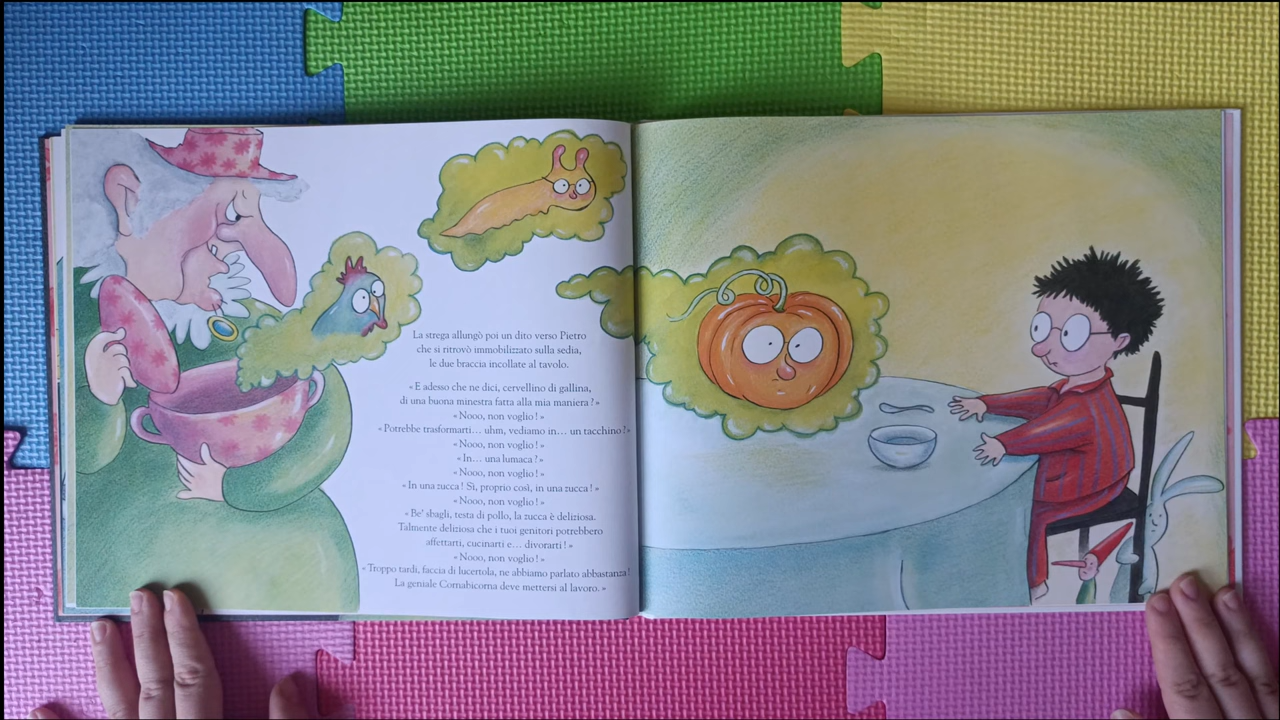 La strega allungò poi un dito verso Pietro
che si ritrovò immobilizzato sulla sedia,
le due braccia incollate al tavolo.
« E adesso che ne dici, cervellino di gallina,
di una buona minestra fatta alla mia maniera ? »
« Nooo, non voglio ! »
« Potrebbe trasformarti… uhm, vediamo in… un tacchino ? »
« Nooo, non voglio ! »
« In… una lumaca ? »
« Nooo, non voglio ! »
« In una zucca ! Sì, proprio così, in una zucca ! »
« Nooo, non voglio ! »
« Be' sbagli, testa di pollo, la zucca è deliziosa.
Talmente deliziosa che i tuoi genitori potrebbero
affettarti, cucinarti e… divorarti ! »
« Nooo, non voglio ! »
« Troppo tardi, faccia di lucertola, ne abbiamo parlato abbastanza !
La geniale Cornabicorna deve mettersi al lavoro. »